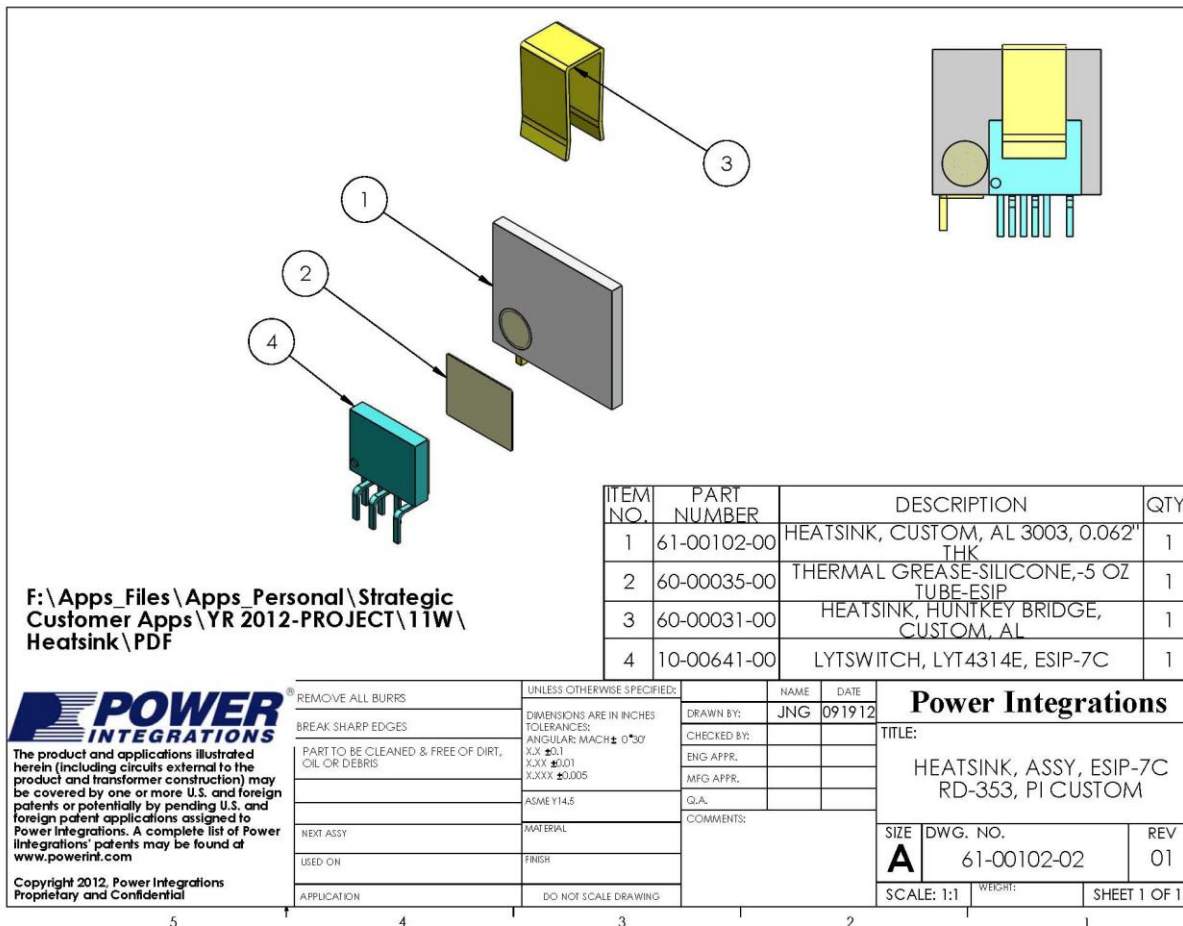 3
1
2
4
ITEM NO. PART NUMBER DESCRIPTION QTY
1 61-00102-00 HEATSINK, CUSTOM, AL 3003, 0.062" THK 1
2 60-00035-00 THERMAL GREASE-SILICONE,-5 OZ TUBE-ESIP 1
3 60-00031-00 HEATSINK, HUNTKEY BRIDGE, CUSTOM, AL 1
4 10-00641-00 LYTSWITCH, LYT4314E, ESIP-7C 1
F:\Apps_Files\Apps_Personal\Strategic
Customer Apps\YR 2012-PROJECT\11W\
Heatsink\PDF
POWER
INTEGRATIONS
®
The product and applications illustrated
herein (including circuits external to the
product and transformer construction) may
be covered by one or more U.S. and foreign
patents or potentially by pending U.S. and
foreign patent applications assigned to
Power Integrations. A complete list of Power
iIntegrations' patents may be found at
www.powerint.com
Copyright 2012, Power Integrations
Proprietary and Confidential
REMOVE ALL BURRS
BREAK SHARP EDGES
PART TO BE CLEANED & FREE OF DIRT,
OIL OR DEBRIS
NEXT ASSY
USED ON
APPLICATION
UNLESS OTHERWISE SPECIFIED:
DIMENSIONS ARE IN INCHES
TOLERANCES:
ANGULAR: MACH± 0°30'
X.X ±0.1
X.XX ±0.01
X.XXX ±0.005
ASME Y14.5
MATERIAL
FINISH
DO NOT SCALE DRAWING
NAME DATE
DRAWN BY: JNG 091912
CHECKED BY:
ENG APPR.
MFG APPR.
Q.A.
COMMENTS:
Power Integrations
TITLE:
HEATSINK, ASSY, ESIP-7C
RD-353, PI CUSTOM
SIZE DWG. NO. REV
A 61-00102-02 01
SCALE: 1:1 WEIGHT: SHEET 1 OF 1
5 4 3 2 1